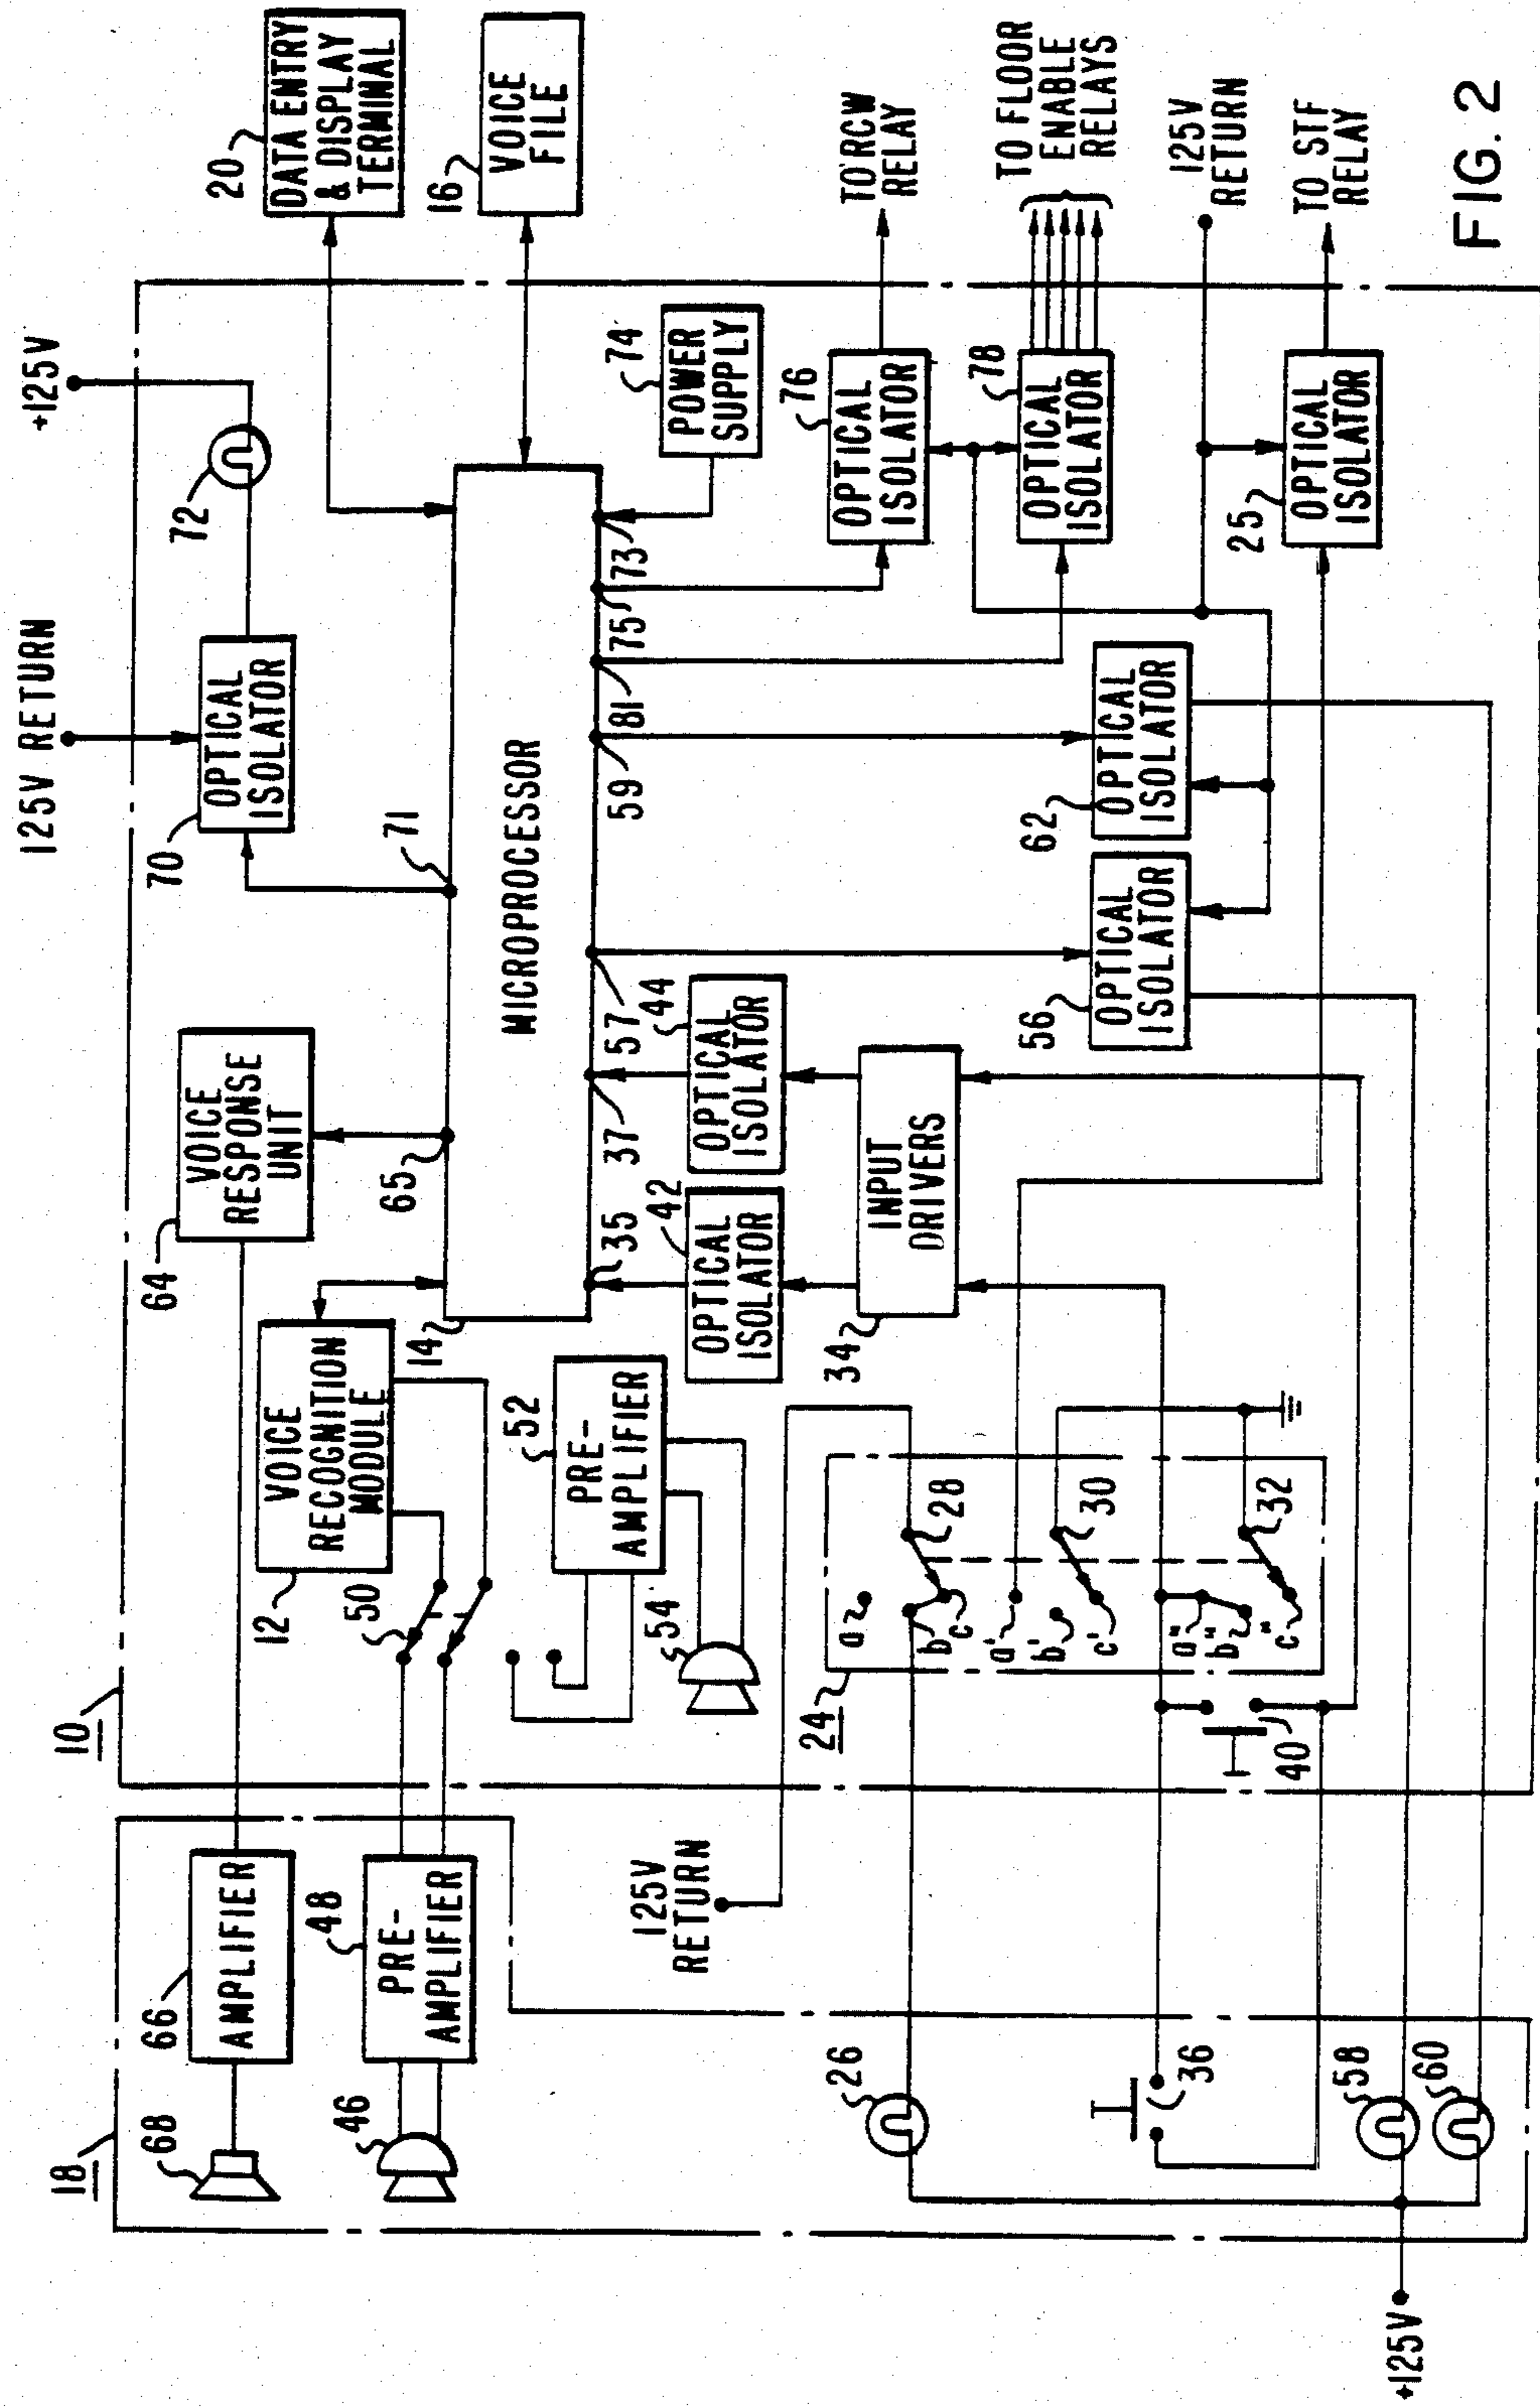 125V RETURN
+125V
10
18
64
VOICE
RESPONSE
UNIT
70
OPTICAL
ISOLATOR
72
20
DATA ENTRY
& DISPLAY
TERMINAL
66
AMPLIFIER
68
12
VOICE
RECOGNITION
MODULE
65
71
16
VOICE
FILE
48
PRE-
AMPLIFIER
46
50
14
MICROPROCESSOR
52
PRE-
AMPLIFIER
54
35
37
57
59
81
75
73
74
POWER
SUPPLY
42
OPTICAL
ISOLATOR
44
OPTICAL
ISOLATOR
76
OPTICAL
ISOLATOR
TO RCW
RELAY
125V
RETURN
34
INPUT
DRIVERS
78
OPTICAL
ISOLATOR
TO FLOOR
ENABLE
RELAYS
24
a
b
c
28
a'
b'
c'
30
a"
b"
c"
32
56
OPTICAL
ISOLATOR
62
OPTICAL
ISOLATOR
125V
RETURN
26
36
40
25
OPTICAL
ISOLATOR
TO STF
RELAY
58
60
+125V
FIG. 2